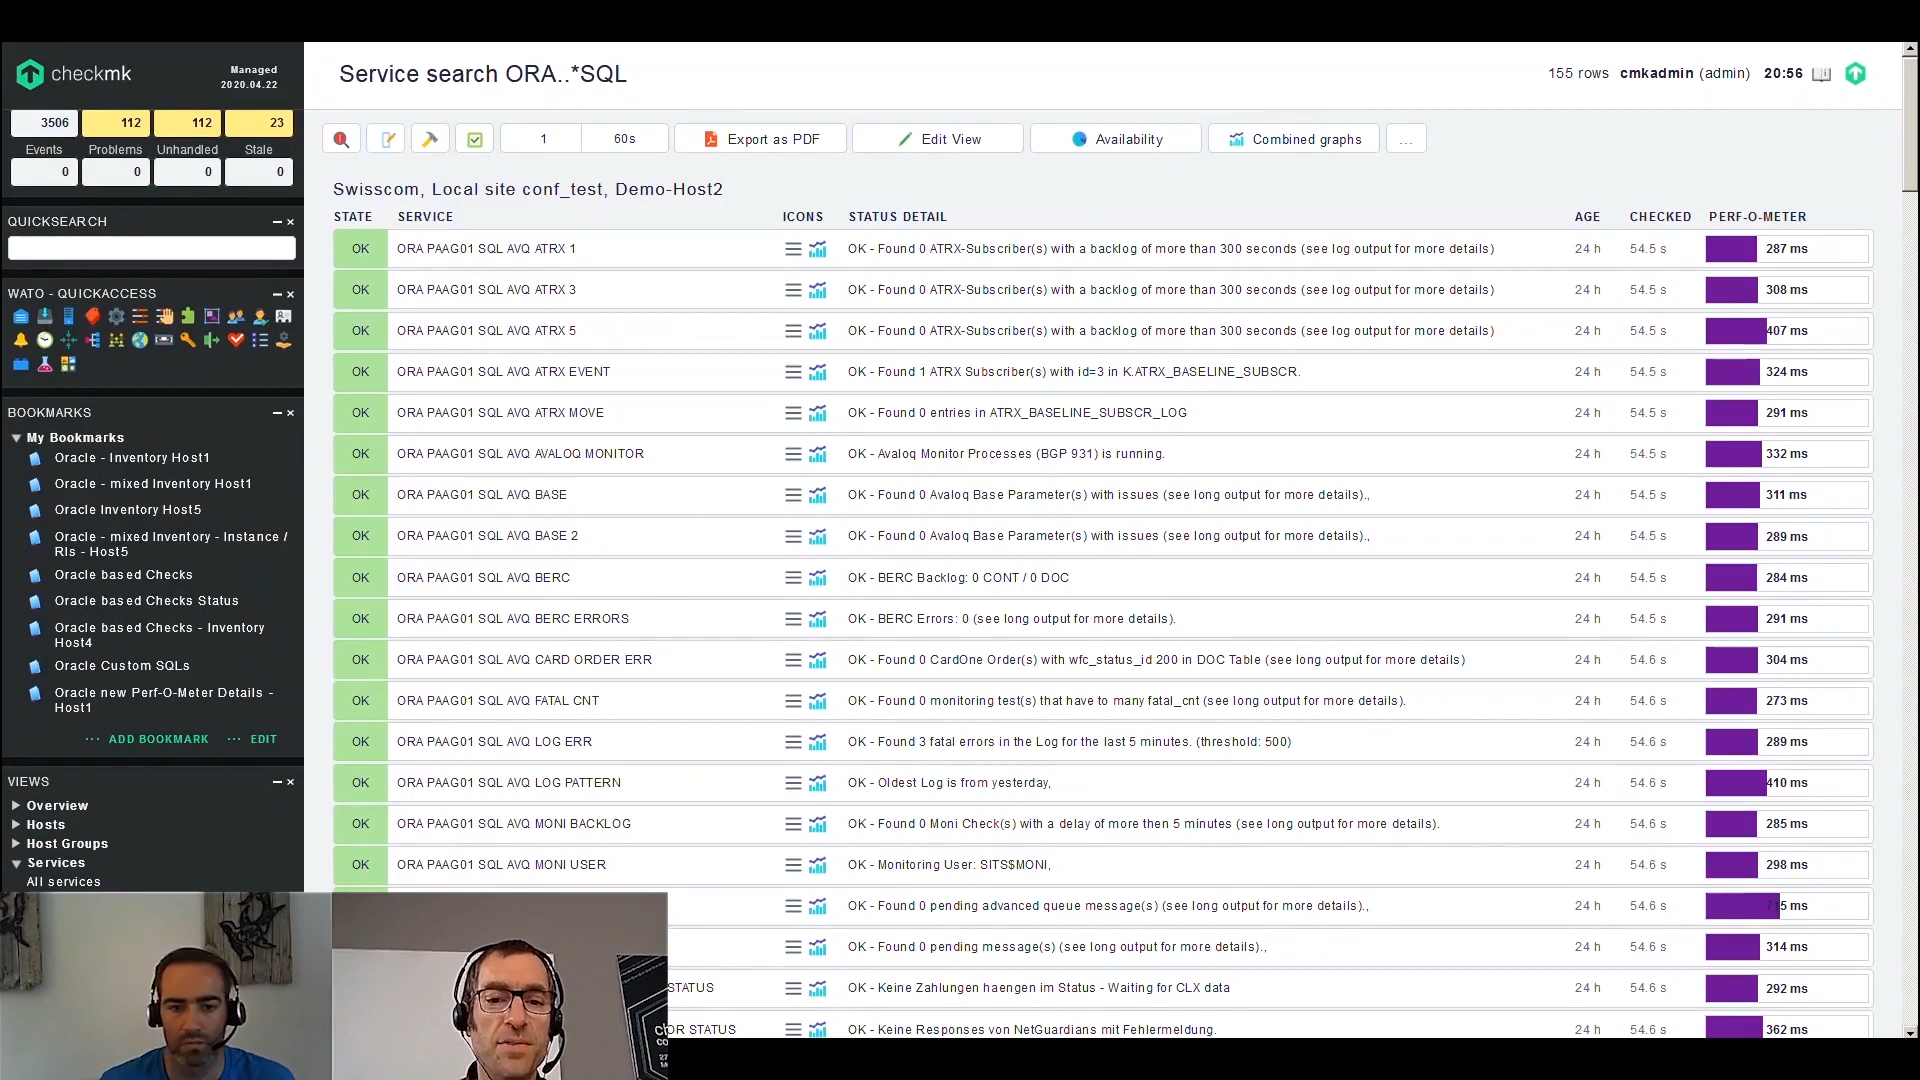 checkmk
Managed
2020.04.22
3506 112 112 23
Events Problems Unhandled Stale
0 0 0 0
QUICKSEARCH
WATO - QUICKACCESS
BOOKMARKS
My Bookmarks
Oracle - Inventory Host1
Oracle - mixed Inventory Host1
Oracle Inventory Host5
Oracle - mixed Inventory - Instance /
RIs - Host5
Oracle based Checks
Oracle based Checks Status
Oracle based Checks - Inventory
Host4
Oracle Custom SQLs
Oracle new Perf-O-Meter Details -
Host1
... ADD BOOKMARK ... EDIT
VIEWS
Overview
Hosts
Host Groups
Services
All services
Service search ORA..*SQL
155 rows cmkadmin (admin) 20:56
1 60s Export as PDF Edit View Availability Combined graphs ...
Swisscom, Local site conf_test, Demo-Host2
STATE SERVICE ICONS STATUS DETAIL AGE CHECKED PERF-O-METER
OK ORA PAAG01 SQL AVQ ATRX 1 OK - Found 0 ATRX-Subscriber(s) with a backlog of more than 300 seconds (see log output for more details) 24 h 54.5 s 287 ms
OK ORA PAAG01 SQL AVQ ATRX 3 OK - Found 0 ATRX-Subscriber(s) with a backlog of more than 300 seconds (see log output for more details) 24 h 54.5 s 308 ms
OK ORA PAAG01 SQL AVQ ATRX 5 OK - Found 0 ATRX-Subscriber(s) with a backlog of more than 300 seconds (see log output for more details) 24 h 54.5 s 407 ms
OK ORA PAAG01 SQL AVQ ATRX EVENT OK - Found 1 ATRX Subscriber(s) with id=3 in K.ATRX_BASELINE_SUBSCR. 24 h 54.5 s 324 ms
OK ORA PAAG01 SQL AVQ ATRX MOVE OK - Found 0 entries in ATRX_BASELINE_SUBSCR_LOG 24 h 54.5 s 291 ms
OK ORA PAAG01 SQL AVQ AVALOQ MONITOR OK - Avaloq Monitor Processes (BGP 931) is running. 24 h 54.5 s 332 ms
OK ORA PAAG01 SQL AVQ BASE OK - Found 0 Avaloq Base Parameter(s) with issues (see long output for more details)., 24 h 54.5 s 311 ms
OK ORA PAAG01 SQL AVQ BASE 2 OK - Found 0 Avaloq Base Parameter(s) with issues (see long output for more details)., 24 h 54.5 s 289 ms
OK ORA PAAG01 SQL AVQ BERC OK - BERC Backlog: 0 CONT / 0 DOC 24 h 54.5 s 284 ms
OK ORA PAAG01 SQL AVQ BERC ERRORS OK - BERC Errors: 0 (see long output for more details). 24 h 54.5 s 291 ms
OK ORA PAAG01 SQL AVQ CARD ORDER ERR OK - Found 0 CardOne Order(s) with wfc_status_id 200 in DOC Table (see long output for more details) 24 h 54.6 s 304 ms
OK ORA PAAG01 SQL AVQ FATAL CNT OK - Found 0 monitoring test(s) that have to many fatal_cnt (see long output for more details). 24 h 54.6 s 273 ms
OK ORA PAAG01 SQL AVQ LOG ERR OK - Found 3 fatal errors in the Log for the last 5 minutes. (threshold: 500) 24 h 54.6 s 289 ms
OK ORA PAAG01 SQL AVQ LOG PATTERN OK - Oldest Log is from yesterday, 24 h 54.6 s 410 ms
OK ORA PAAG01 SQL AVQ MONI BACKLOG OK - Found 0 Moni Check(s) with a delay of more then 5 minutes (see long output for more details). 24 h 54.6 s 285 ms
OK ORA PAAG01 SQL AVQ MONI USER OK - Monitoring User: SITS$MONI, 24 h 54.6 s 298 ms
OK - Found 0 pending advanced queue message(s) (see long output for more details)., 24 h 54.6 s 715 ms
OK - Found 0 pending message(s) (see long output for more details)., 24 h 54.6 s 314 ms
STATUS OK - Keine Zahlungen haengen im Status - Waiting for CLX data 24 h 54.6 s 292 ms
OR STATUS OK - Keine Responses von NetGuardians mit Fehlermeldung. 24 h 54.6 s 362 ms